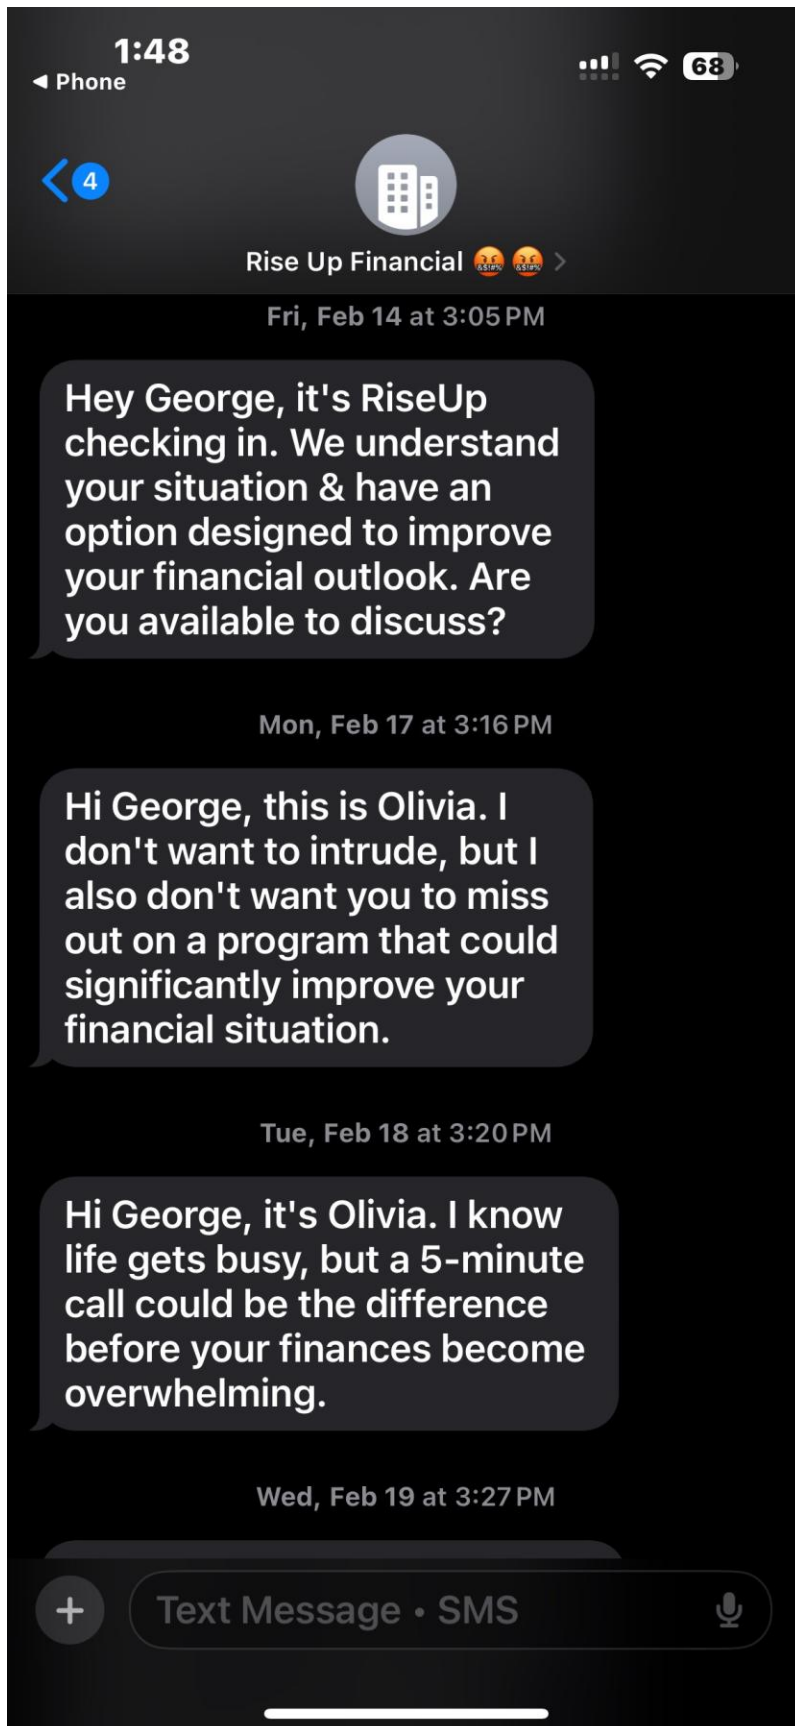 1:48
◀ Phone
68
4
Rise Up Financial 🤬 🤬 >
Fri, Feb 14 at 3:05 PM
Hey George, it's RiseUp
checking in. We understand
your situation & have an
option designed to improve
your financial outlook. Are
you available to discuss?
Mon, Feb 17 at 3:16 PM
Hi George, this is Olivia. I
don't want to intrude, but I
also don't want you to miss
out on a program that could
significantly improve your
financial situation.
Tue, Feb 18 at 3:20 PM
Hi George, it's Olivia. I know
life gets busy, but a 5-minute
call could be the difference
before your finances become
overwhelming.
Wed, Feb 19 at 3:27 PM
Text Message • SMS